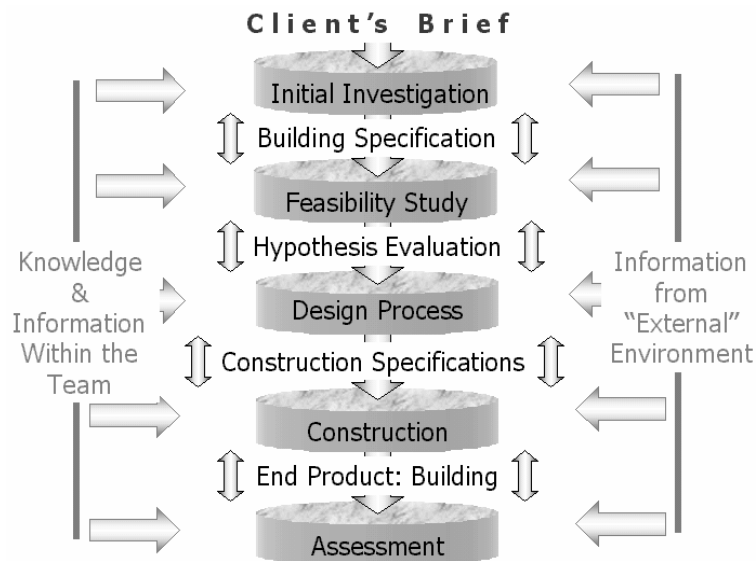 Client's Brief
Initial Investigation
Building Specification
Feasibility Study
Hypothesis Evaluation
Design Process
Construction Specifications
Construction
End Product: Building
Assessment
Knowledge
&
Information
Within the
Team
Information
from
“External”
Environment